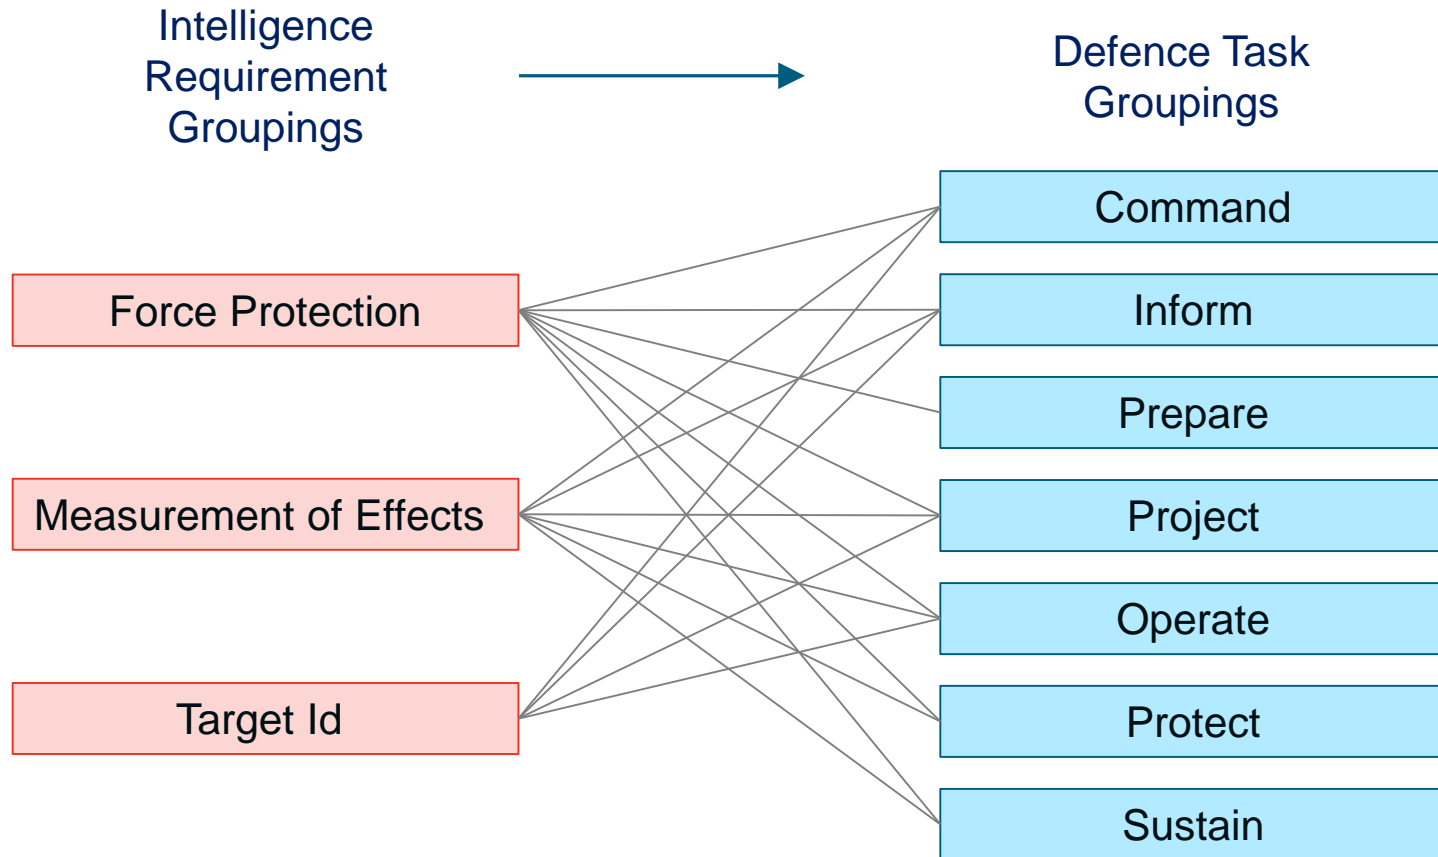 Intelligence
Requirement
Groupings
Defence Task
Groupings
Force Protection
Measurement of Effects
Target Id
Command
Inform
Prepare
Project
Operate
Protect
Sustain